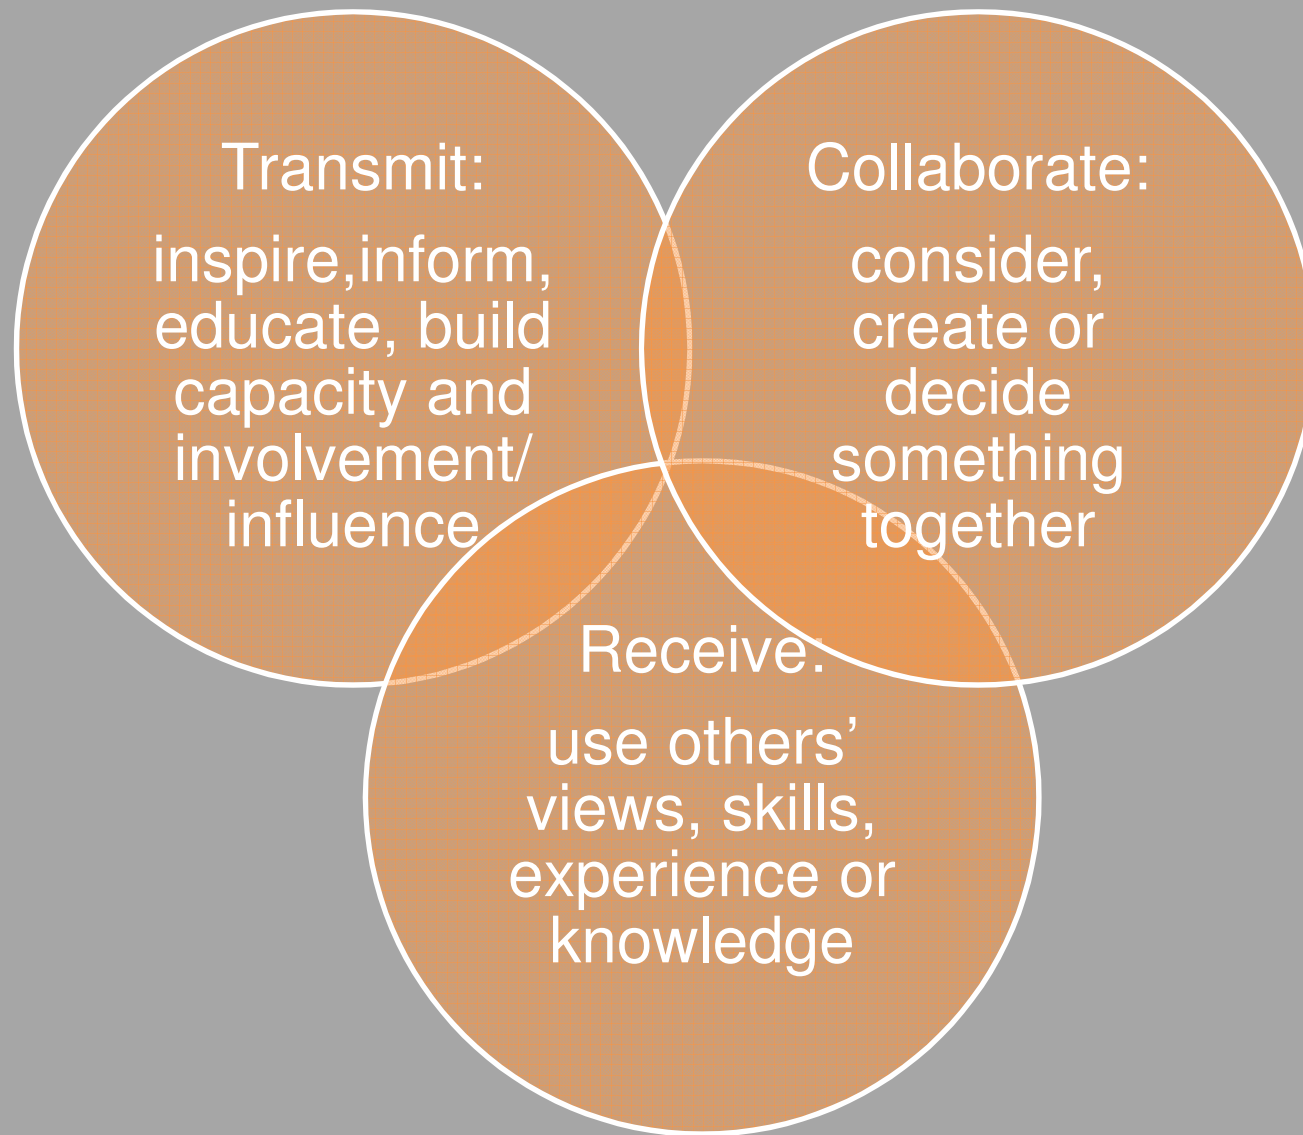 Transmit:
inspire,inform,
educate, build
capacity and
involvement/
influence
Collaborate:
consider,
create or
decide
something
together
Receive:
use others’
views, skills,
experience or
knowledge